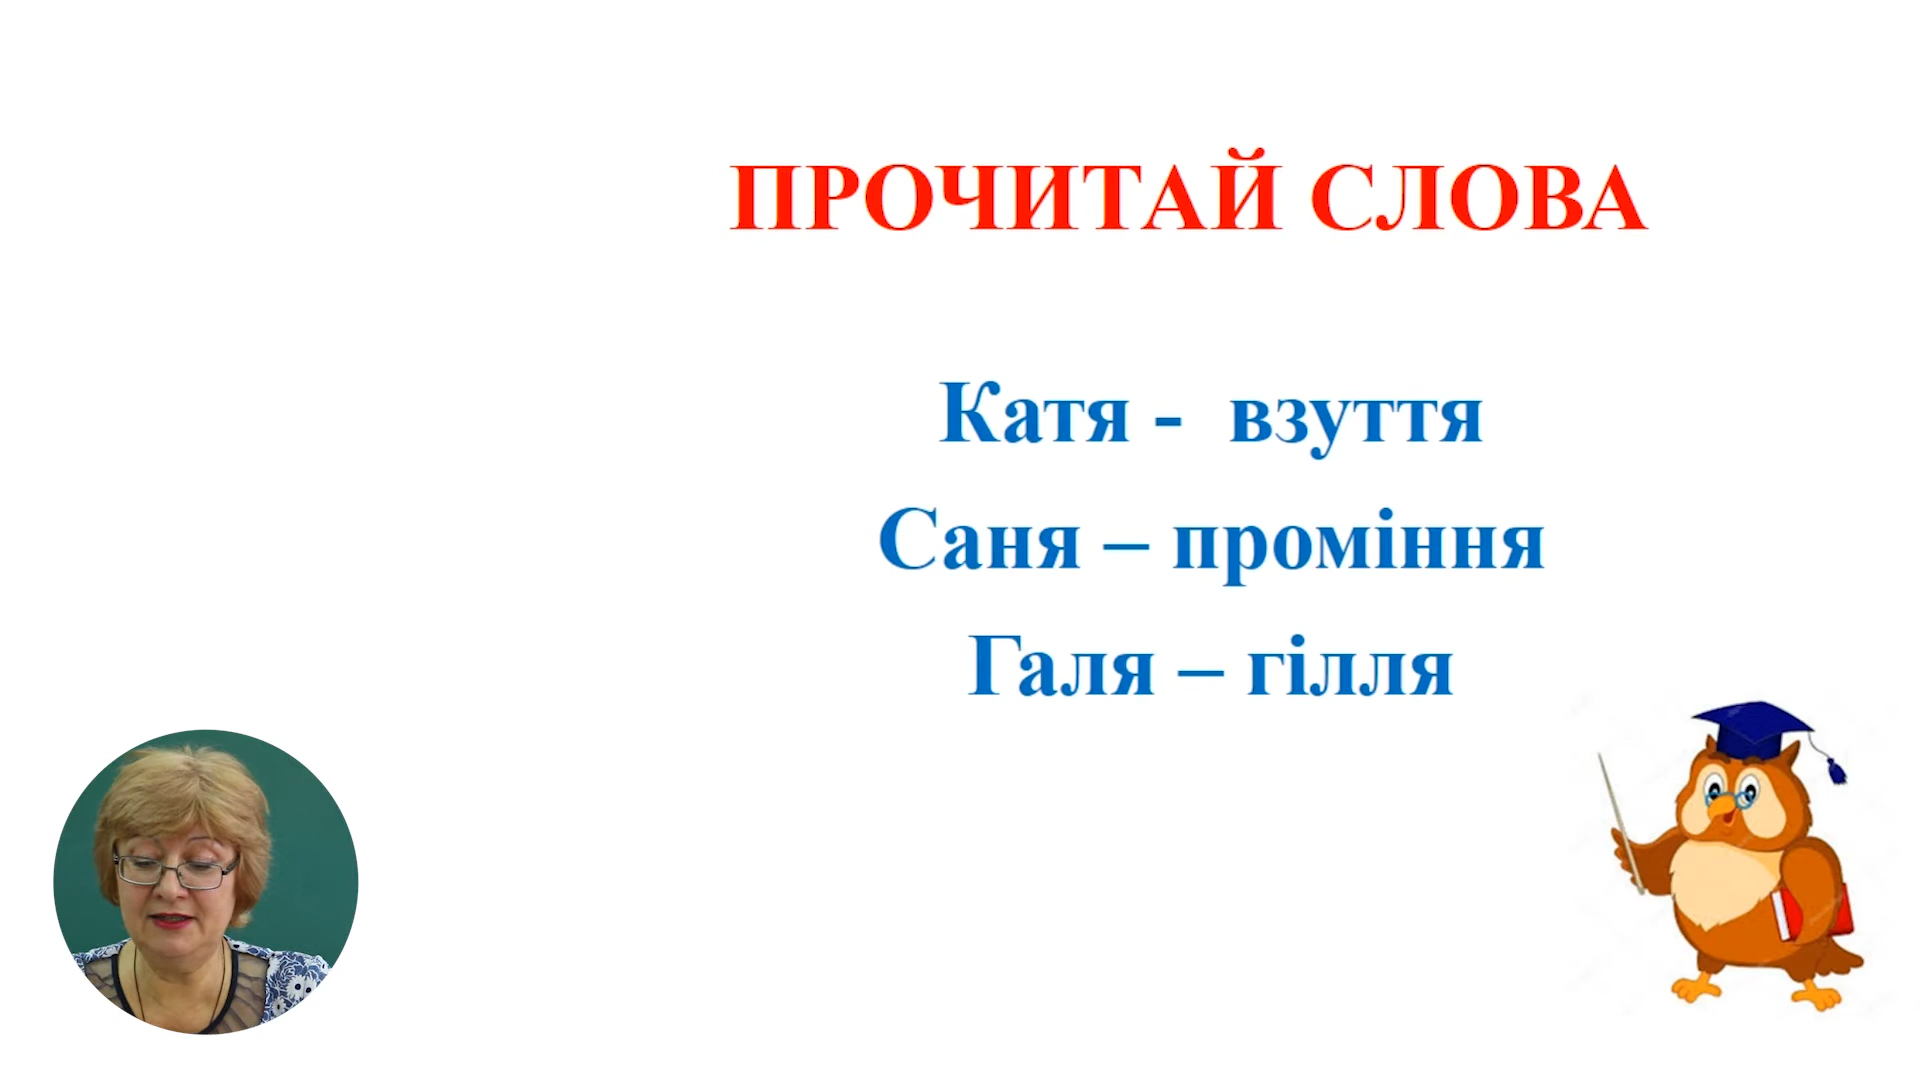 ПРОЧИТАЙ СЛОВА
Катя - взуття
Саня – проміння
Галя – гілля